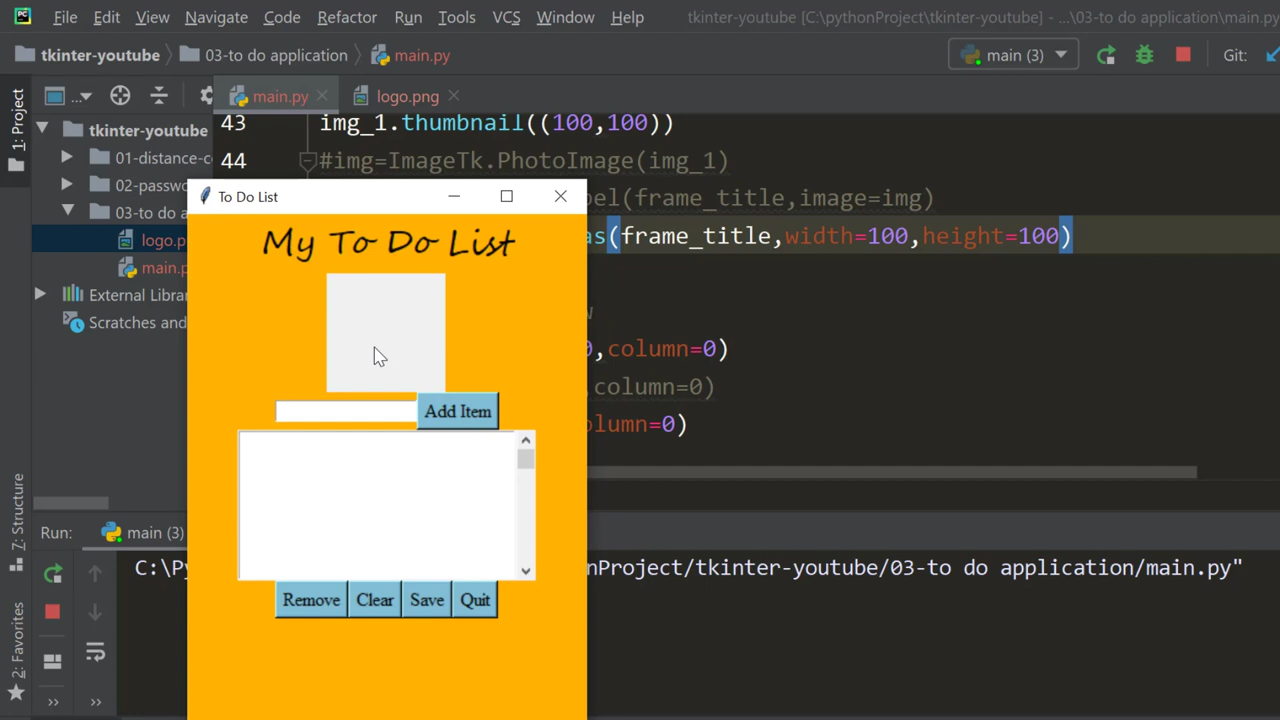 File Edit View Navigate Code Refactor Run Tools VCS Window Help tkinter-youtube [C:\pythonProject\tkinter-youtube] - ...\03-to do application\main.py
tkinter-youtube 03-to do application main.py main (3) Git:
1: Project
... main.py logo.png
tkinter-youtube
01-distance-c
02-passwo
03-to do a
logo.p
main.p
External Librar
Scratches and
43 img_1.thumbnail((100,100))
44 #img=ImageTk.PhotoImage(img_1)
bel(frame_title,image=img)
as(frame_title,width=100,height=100)
w
0,column=0)
,column=0)
olumn=0)
To Do List
My To Do List
Add Item
Remove Clear Save Quit
7: Structure
2: Favorites
Run: main (3)
C:\Py nProject/tkinter-youtube/03-to do application/main.py"